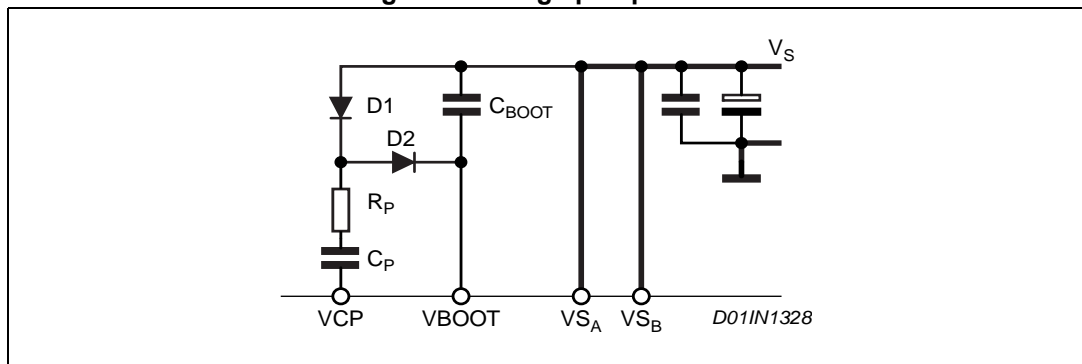 V_S
D1
C_BOOT
D2
R_P
C_P
VCP VBOOT VS_A VS_B D01IN1328